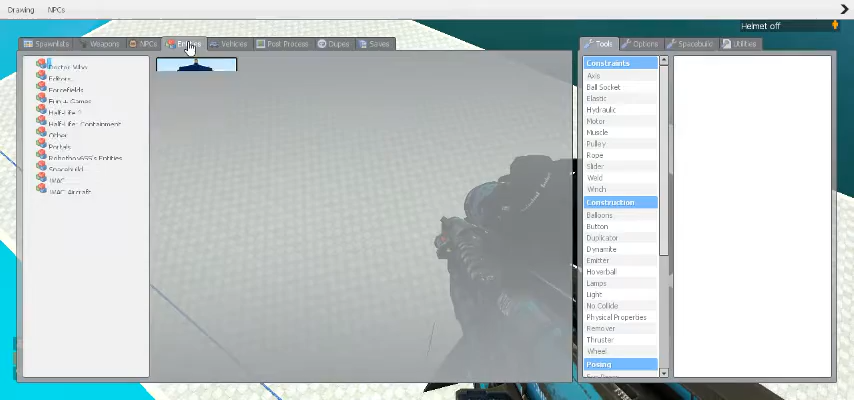 Drawing NPCs
Helmet off
Spawnlists Weapons NPCs Entities Vehicles Post Process Dupes Saves
Tools Options Spacebuild Utilities
Doctor Who
Editors
Forcefields
Fun + Games
Half-Life 2
Half-Life: Containment
Other
Portals
Robotboy655's Entities
Spacebuild
Constraints
Axis
Ball Socket
Elastic
Hydraulic
Motor
Muscle
Pulley
Rope
Slider
Weld
Winch
Construction
Balloons
Button
Duplicator
Dynamite
Emitter
Hoverball
Lamps
Light
No Collide
Physical Properties
Remover
Thruster
Wheel
Posing